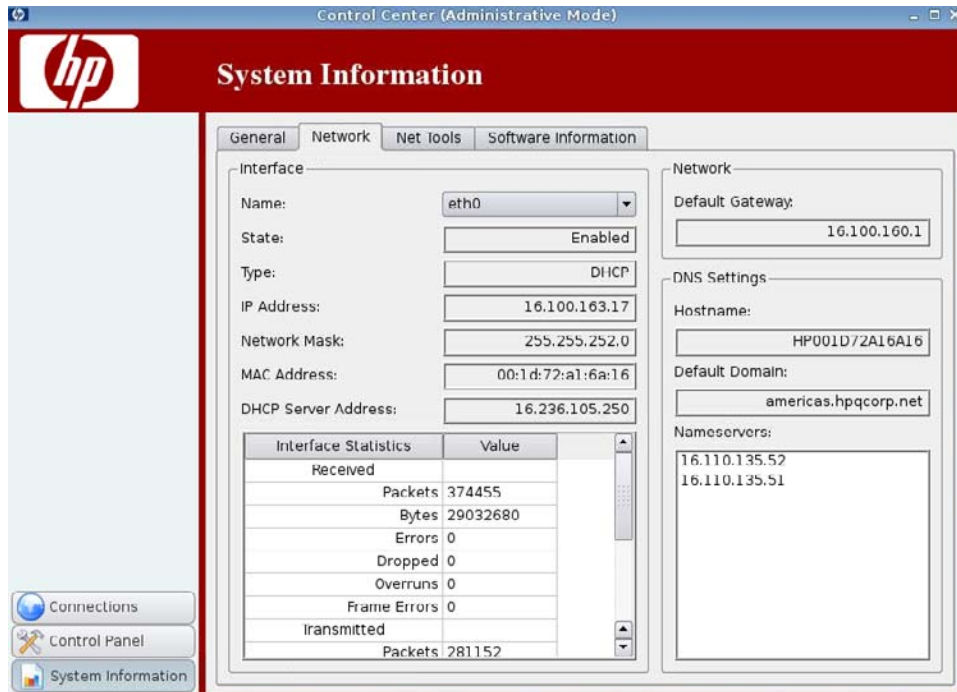 Control Center (Administrative Mode)
hp
System Information
General Network Net Tools Software Information
Interface
Name: eth0
State: Enabled
Type: DHCP
IP Address: 16.100.163.17
Network Mask: 255.255.252.0
MAC Address: 00:1d:72:a1:6a:16
DHCP Server Address: 16.236.105.250
Interface Statistics Value
Received
Packets 374455
Bytes 29032680
Errors 0
Dropped 0
Overruns 0
Frame Errors 0
Transmitted
Packets 281152
Network
Default Gateway:
16.100.160.1
DNS Settings
Hostname:
HP001D72A16A16
Default Domain:
americas.hpqcorp.net
Nameservers:
16.110.135.52
16.110.135.51
Connections
Control Panel
System Information